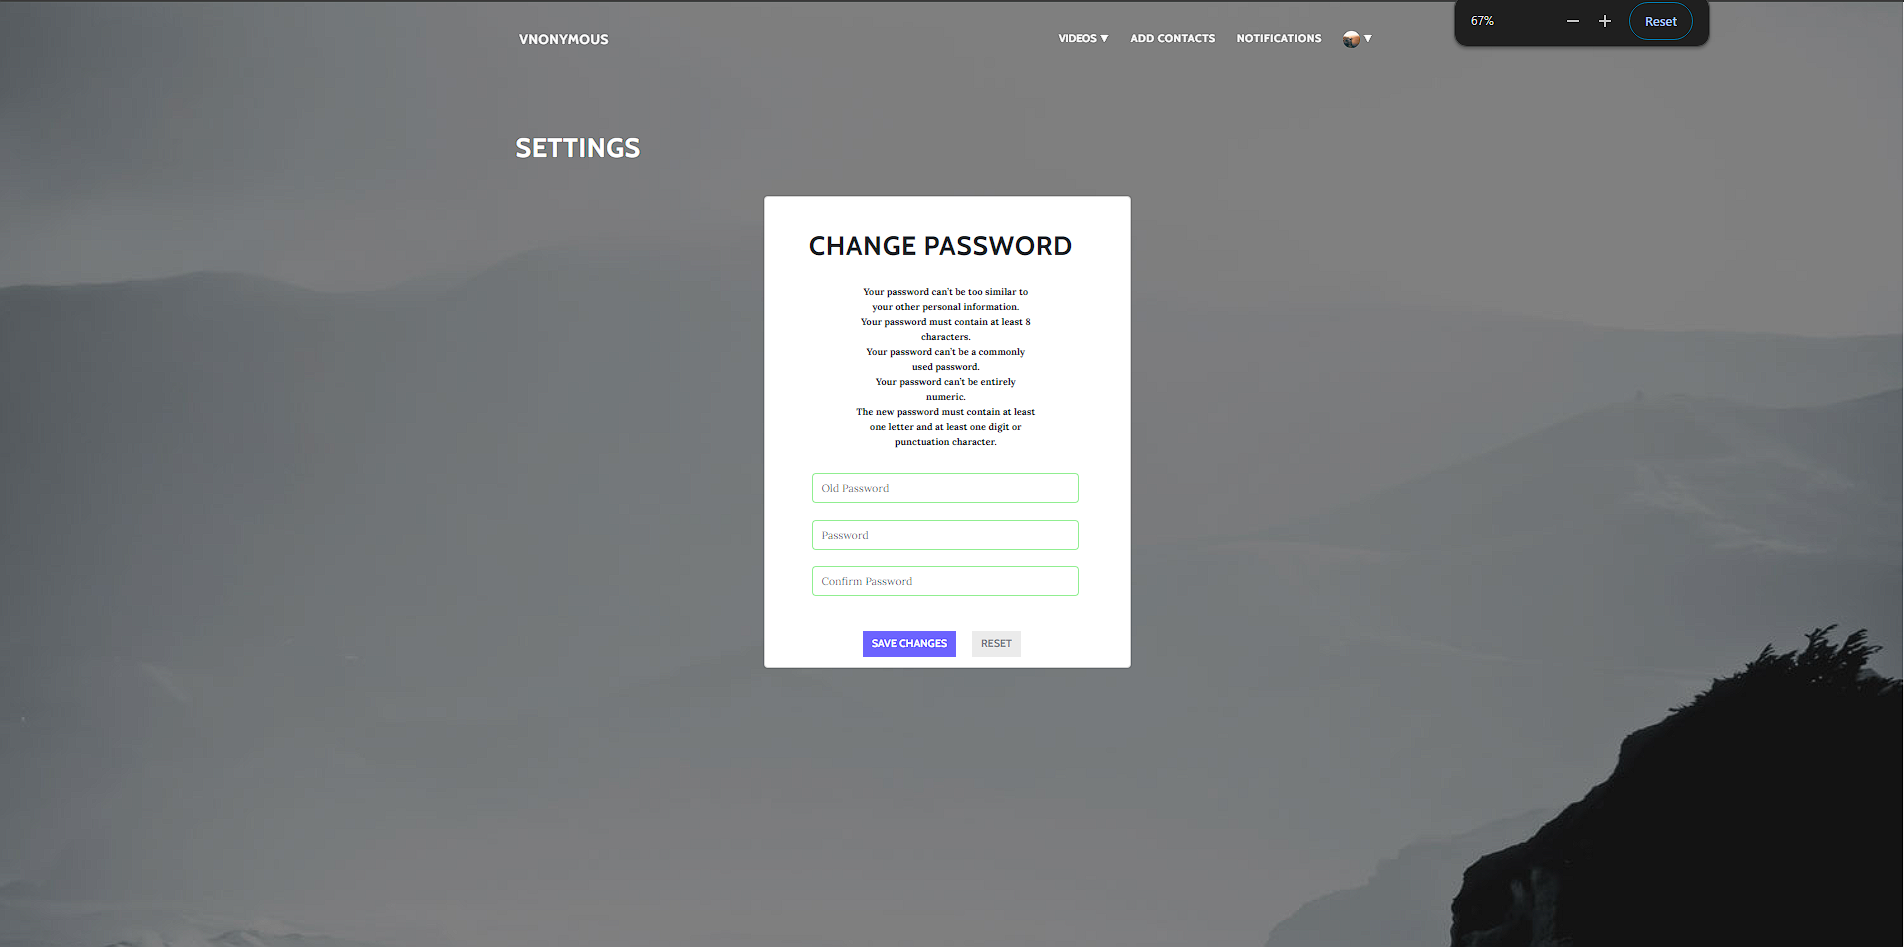 67%
Reset
VNONYMOUS
VIDEOS ▼
ADD CONTACTS
NOTIFICATIONS
▼
SETTINGS
CHANGE PASSWORD
Your password can't be too similar to
your other personal information.
Your password must contain at least 8
characters.
Your password can't be a commonly
used password.
Your password can't be entirely
numeric.
The new password must contain at least
one letter and at least one digit or
punctuation character.
Old Password
Password
Confirm Password
SAVE CHANGES
RESET